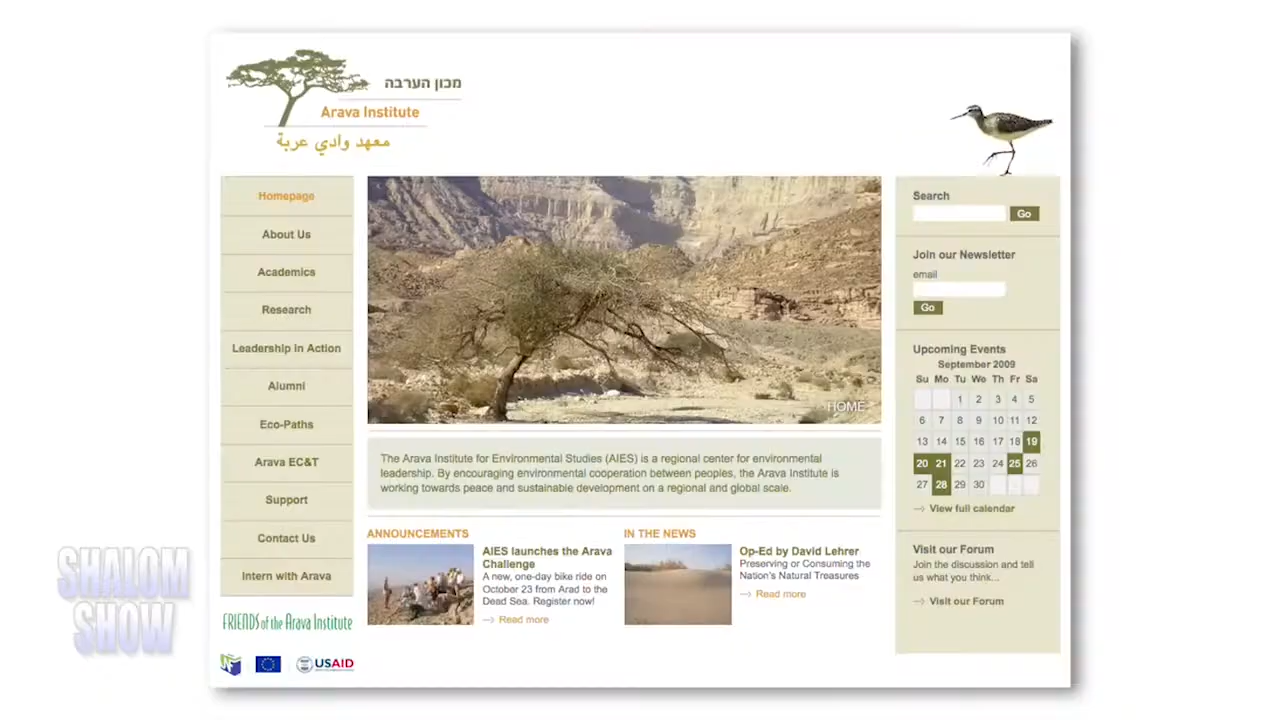 מכון הערבה
Arava Institute
معهد وادي عربة
Homepage
About Us
Academics
Research
Leadership in Action
Alumni
Eco-Paths
Arava EC&T
Support
Contact Us
Intern with Arava
FRIENDS of the Arava Institute
USAID
HOME
The Arava Institute for Environmental Studies (AIES) is a regional center for environmental
leadership. By encouraging environmental cooperation between peoples, the Arava Institute is
working towards peace and sustainable development on a regional and global scale.
ANNOUNCEMENTS
AIES launches the Arava
Challenge
A new, one-day bike ride on
October 23 from Arad to the
Dead Sea. Register now!
Read more
IN THE NEWS
Op-Ed by David Lehrer
Preserving or Consuming the
Nation's Natural Treasures
Read more
Search
Go
Join our Newsletter
email
Go
Upcoming Events
September 2009
Su Mo Tu We Th Fr Sa
1 2 3 4 5
6 7 8 9 10 11 12
13 14 15 16 17 18 19
20 21 22 23 24 25 26
27 28 29 30
View full calendar
Visit our Forum
Join the discussion and tell
us what you think...
Visit our Forum
SHALOM
SHOW